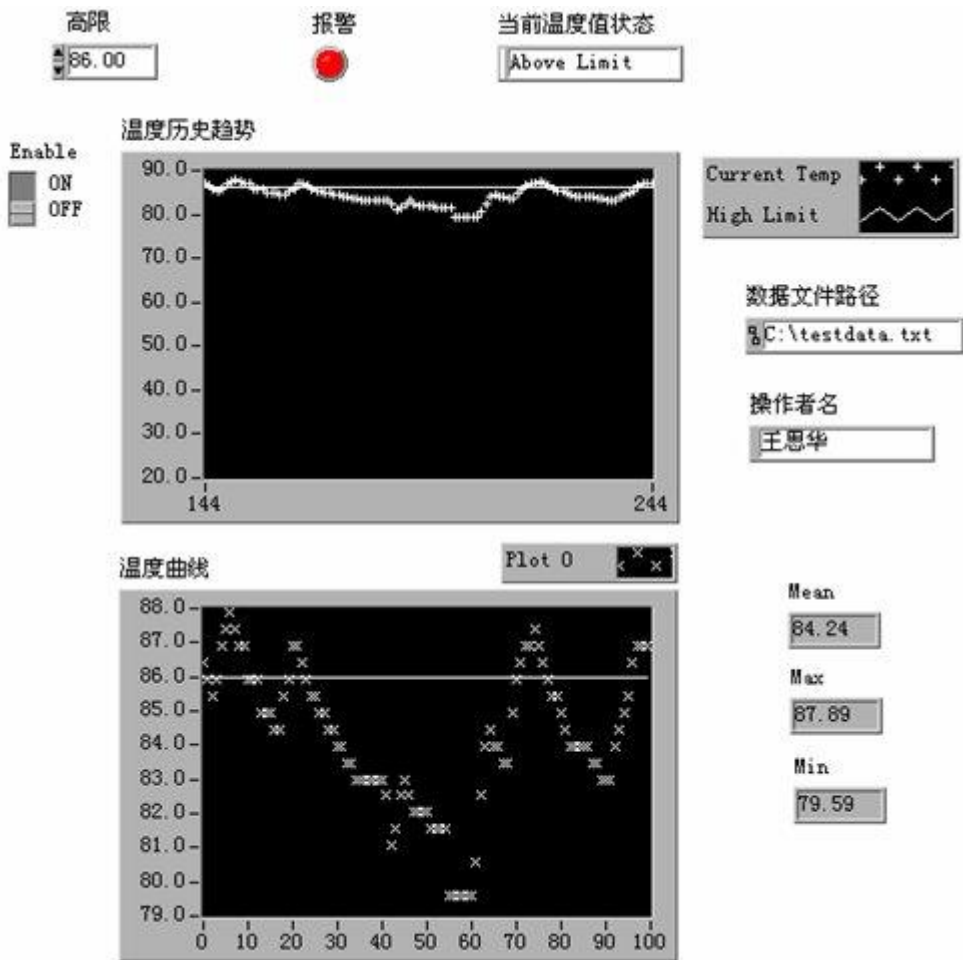 高限
报警
当前温度值状态
86.00
Above Limit
温度历史趋势
Enable
ON
OFF
90.0
80.0
70.0
60.0
50.0
40.0
30.0
20.0
144
244
Current Temp
High Limit
数据文件路径
C:\testdata.txt
操作者名
王思华
温度曲线
Plot 0
88.0
87.0
86.0
85.0
84.0
83.0
82.0
81.0
80.0
79.0
0 10 20 30 40 50 60 70 80 90 100
Mean
84.24
Max
87.89
Min
79.59